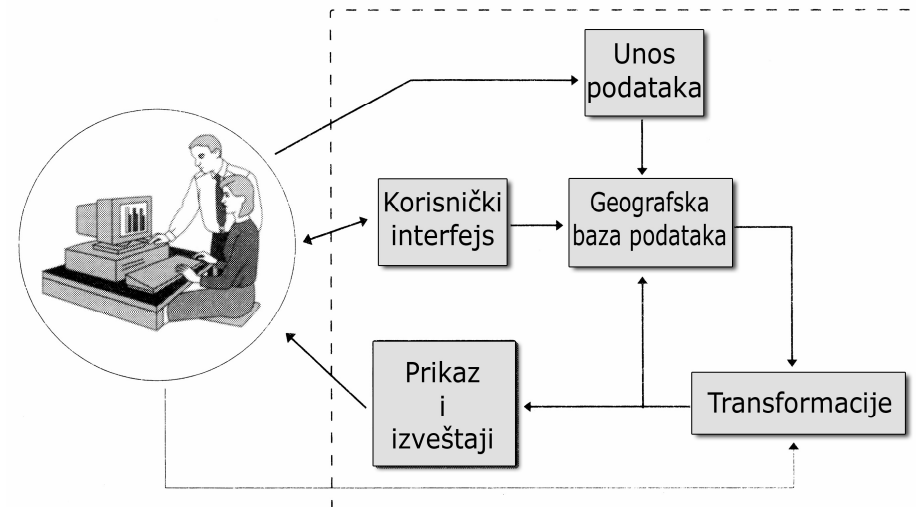 Unos
podataka
Korisnički
interfejs
Geografska
baza podataka
Prikaz
i
izveštaji
Transformacije